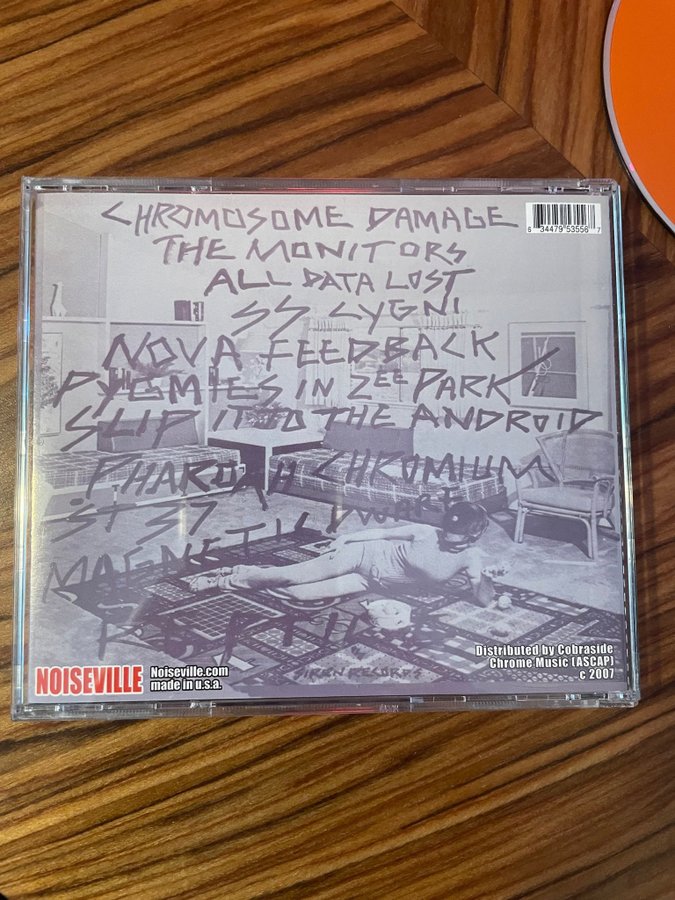 CHROMOSOME DAMAGE
THE MONITORS
ALL DATA LOST
SS CYGNI
NOVA FEEDBACK
PYGMIES IN ZEE PARK
SLIP IT TO THE ANDROID
PHAROAH CHROMIUM
ST 37
MAGNETIC DWARF
REPTILE
SIREN RECORDS
6 34479 53556 7
NOISEVILLE
Noiseville.com
made in u.s.a.
Distributed by Cobraside
Chrome Music (ASCAP)
c 2007